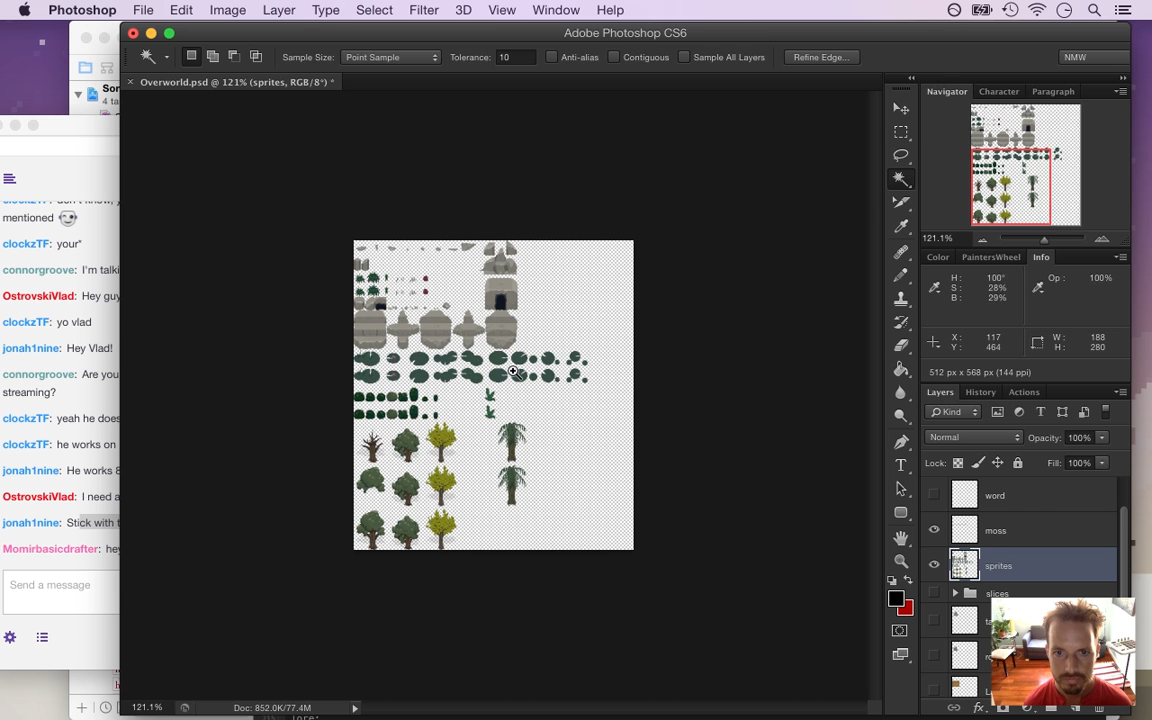 Photoshop File Edit Image Layer Type Select Filter 3D View Window Help
Adobe Photoshop CS6
Sample Size: Point Sample Tolerance: 10 Anti-alias Contiguous Sample All Layers Refine Edge... NMW
× Overworld.psd @ 121% (sprites, RGB/8*) *
Navigator Character Paragraph
121.1%
Color PaintersWheel Info
H: 100°
S: 28%
B: 29%
Op: 100%
X: 117
Y: 464
W: 188
H: 280
512 px x 568 px (144 ppi)
Layers History Actions
Kind
Normal Opacity: 100%
Lock: Fill: 100%
word
moss
sprites
slices
121.1% Doc: 852.0K/77.4M
Son
4 ta
mentioned
clockzTF: your*
connorgroove: I'm talki
OstrovskiVlad: Hey guy
clockzTF: yo vlad
jonah1nine: Hey Vlad!
connorgroove: Are you
streaming?
clockzTF: yeah he does
clockzTF: he works on
jonah1nine: He works 8
OstrovskiVlad: I need a
jonah1nine: Stick with t
Momirbasicdrafter: hey
Send a message